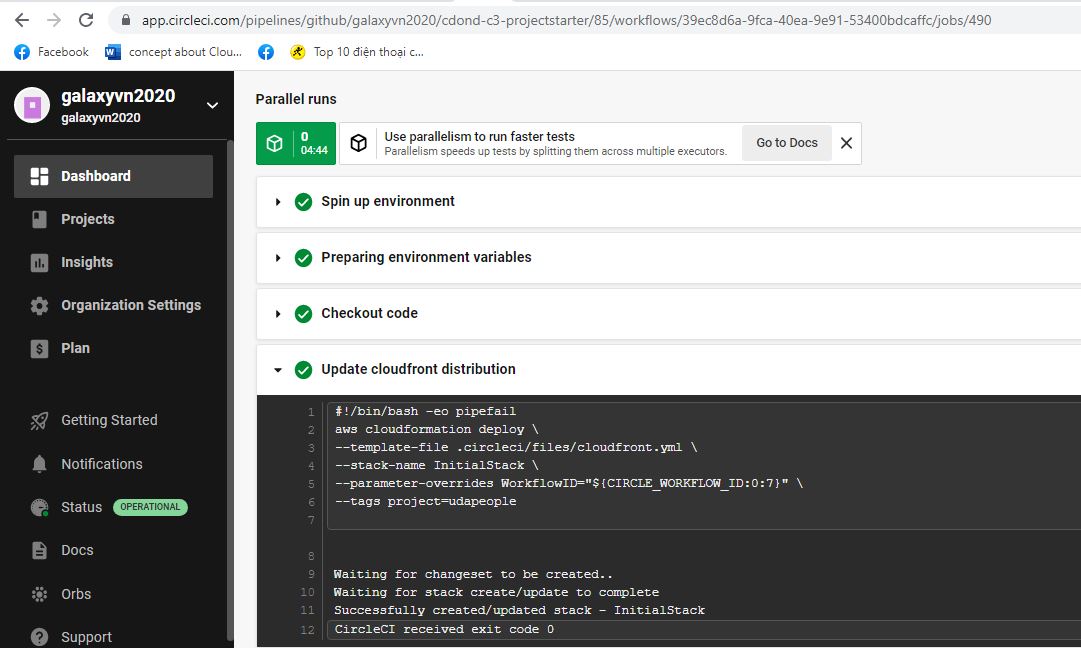 app.circleci.com/pipelines/github/galaxyvn2020/cdond-c3-projectstarter/85/workflows/39ec8d6a-9fca-40ea-9e91-53400bdcaffc/jobs/490
Facebook
concept about Clou...
Top 10 điện thoại c...
galaxyvn2020
galaxyvn2020
Dashboard
Projects
Insights
Organization Settings
Plan
Getting Started
Notifications
Status OPERATIONAL
Docs
Orbs
Support
Parallel runs
0
04:44
Use parallelism to run faster tests
Parallelism speeds up tests by splitting them across multiple executors.
Go to Docs
Spin up environment
Preparing environment variables
Checkout code
Update cloudfront distribution
1 #!/bin/bash -eo pipefail
2 aws cloudformation deploy \
3 --template-file .circleci/files/cloudfront.yml \
4 --stack-name InitialStack \
5 --parameter-overrides WorkflowID="${CIRCLE_WORKFLOW_ID:0:7}" \
6 --tags project=udapeople
7
8
9 Waiting for changeset to be created..
10 Waiting for stack create/update to complete
11 Successfully created/updated stack - InitialStack
12 CircleCI received exit code 0